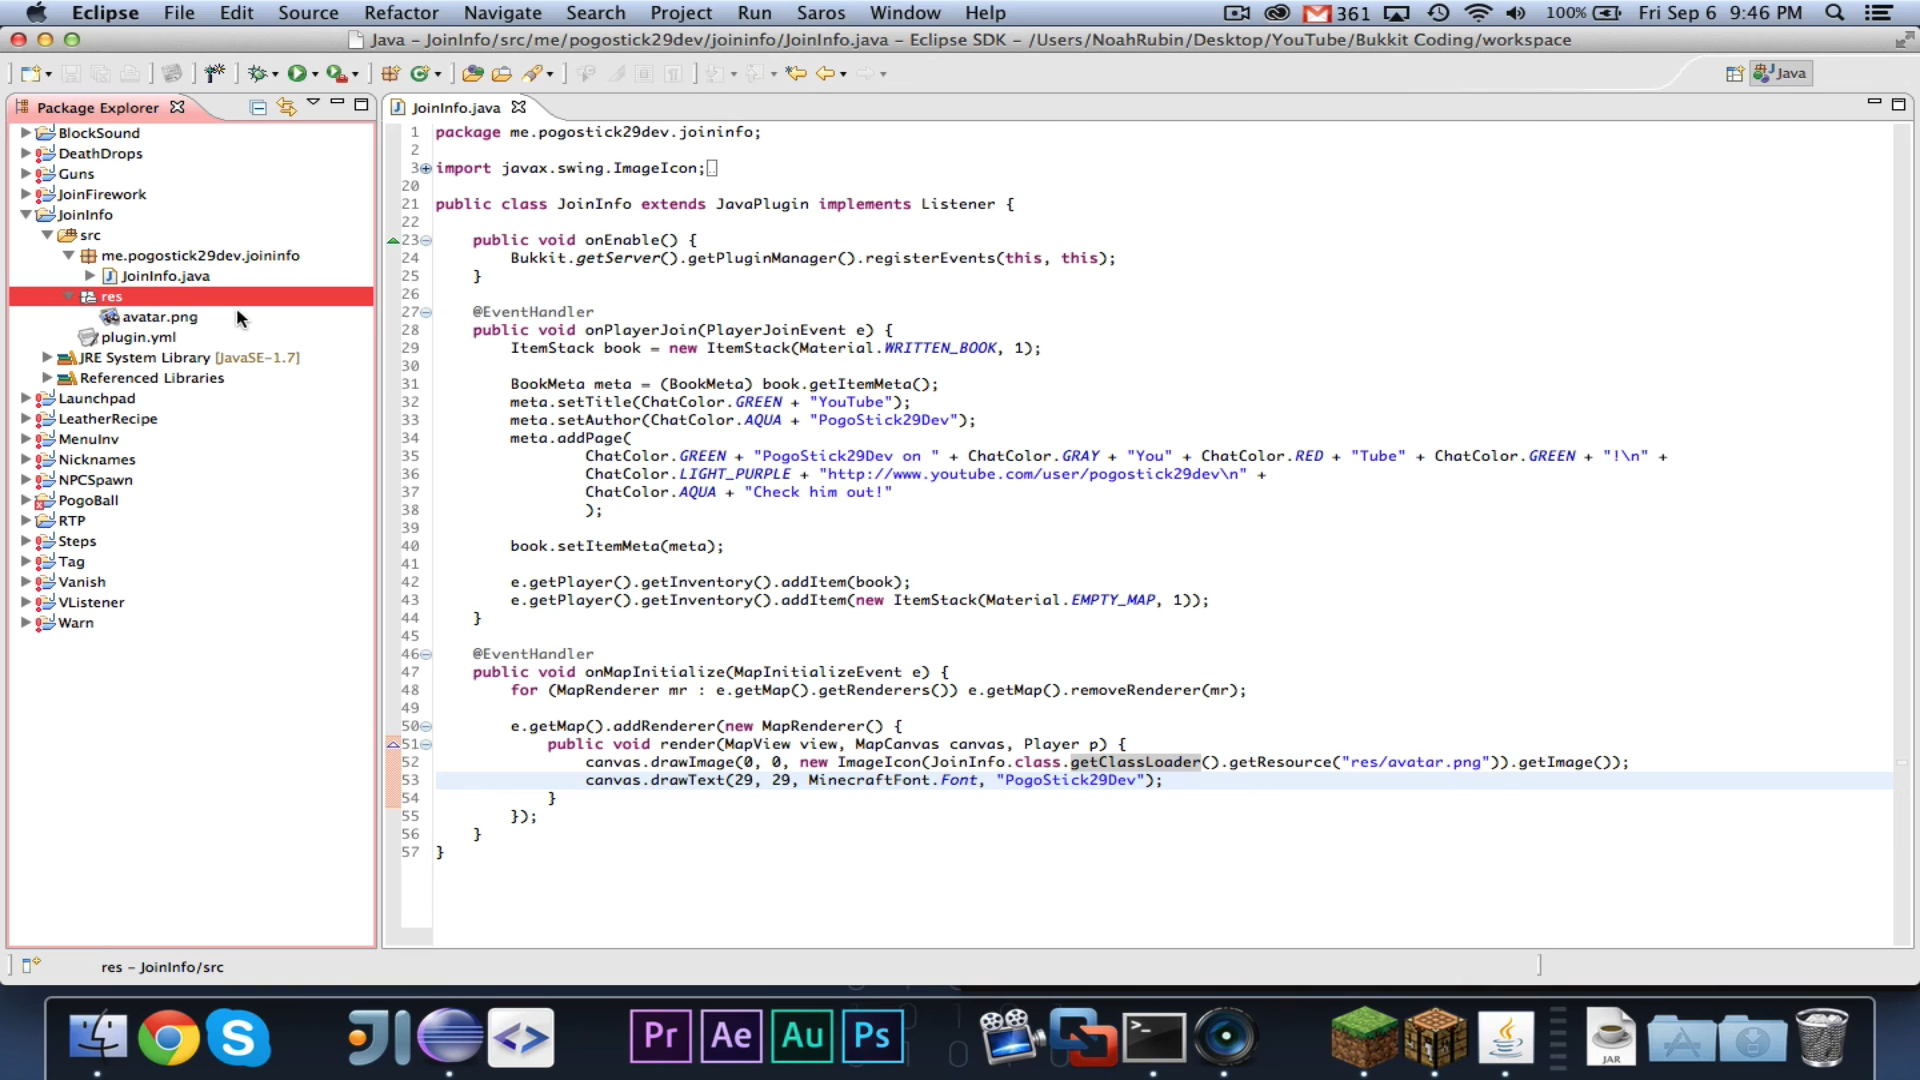 Eclipse File Edit Source Refactor Navigate Search Project Run Saros Window Help 361 100% Fri Sep 6 9:46 PM
Java – JoinInfo/src/me/pogostick29dev/joininfo/JoinInfo.java – Eclipse SDK – /Users/NoahRubin/Desktop/YouTube/Bukkit Coding/workspace
Java
Package Explorer
BlockSound
DeathDrops
Guns
JoinFirework
JoinInfo
src
me.pogostick29dev.joininfo
JoinInfo.java
res
avatar.png
plugin.yml
JRE System Library [JavaSE-1.7]
Referenced Libraries
Launchpad
LeatherRecipe
MenuInv
Nicknames
NPCSpawn
PogoBall
RTP
Steps
Tag
Vanish
VListener
Warn
JoinInfo.java
1 package me.pogostick29dev.joininfo;
2
3 import javax.swing.ImageIcon;
20
21 public class JoinInfo extends JavaPlugin implements Listener {
22
23 public void onEnable() {
24 Bukkit.getServer().getPluginManager().registerEvents(this, this);
25 }
26
27 @EventHandler
28 public void onPlayerJoin(PlayerJoinEvent e) {
29 ItemStack book = new ItemStack(Material.WRITTEN_BOOK, 1);
30
31 BookMeta meta = (BookMeta) book.getItemMeta();
32 meta.setTitle(ChatColor.GREEN + "YouTube");
33 meta.setAuthor(ChatColor.AQUA + "PogoStick29Dev");
34 meta.addPage(
35 ChatColor.GREEN + "PogoStick29Dev on " + ChatColor.GRAY + "You" + ChatColor.RED + "Tube" + ChatColor.GREEN + "!\n" +
36 ChatColor.LIGHT_PURPLE + "http://www.youtube.com/user/pogostick29dev\n" +
37 ChatColor.AQUA + "Check him out!"
38 );
39
40 book.setItemMeta(meta);
41
42 e.getPlayer().getInventory().addItem(book);
43 e.getPlayer().getInventory().addItem(new ItemStack(Material.EMPTY_MAP, 1));
44 }
45
46 @EventHandler
47 public void onMapInitialize(MapInitializeEvent e) {
48 for (MapRenderer mr : e.getMap().getRenderers()) e.getMap().removeRenderer(mr);
49
50 e.getMap().addRenderer(new MapRenderer() {
51 public void render(MapView view, MapCanvas canvas, Player p) {
52 canvas.drawImage(0, 0, new ImageIcon(JoinInfo.class.getClassLoader().getResource("res/avatar.png")).getImage());
53 canvas.drawText(29, 29, MinecraftFont.Font, "PogoStick29Dev");
54 }
55 });
56 }
57 }
res – JoinInfo/src
Pr Ae Au Ps
JAR